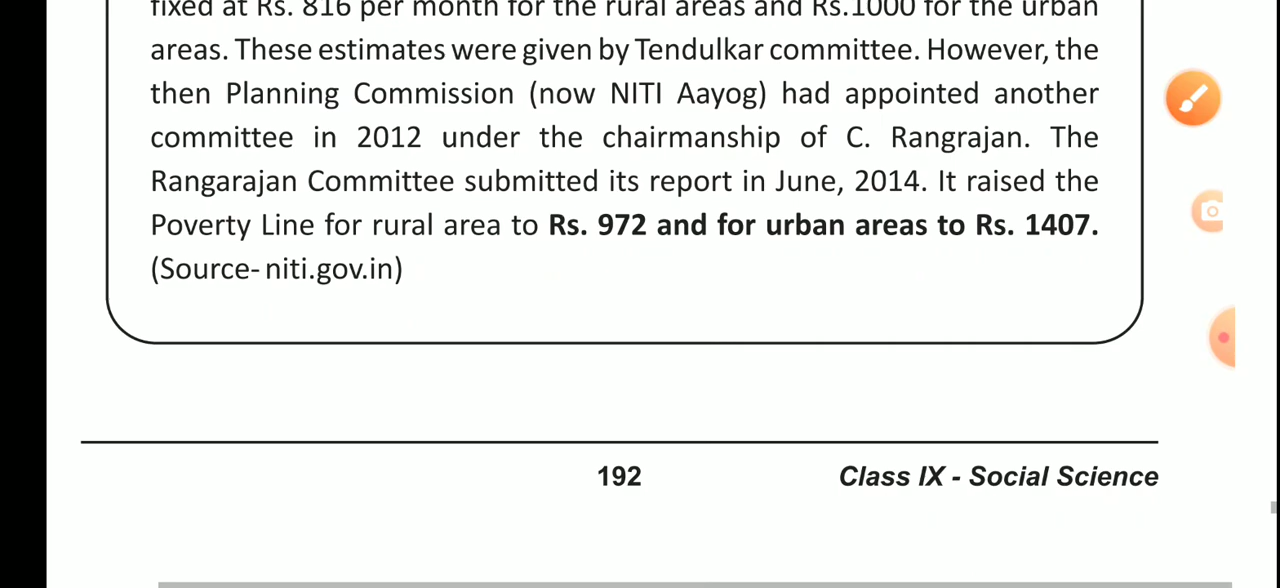 fixed at Rs. 816 per month for the rural areas and Rs.1000 for the urban
areas. These estimates were given by Tendulkar committee. However, the
then Planning Commission (now NITI Aayog) had appointed another
committee in 2012 under the chairmanship of C. Rangrajan. The
Rangarajan Committee submitted its report in June, 2014. It raised the
Poverty Line for rural area to Rs. 972 and for urban areas to Rs. 1407.
(Source- niti.gov.in)
192 Class IX - Social Science